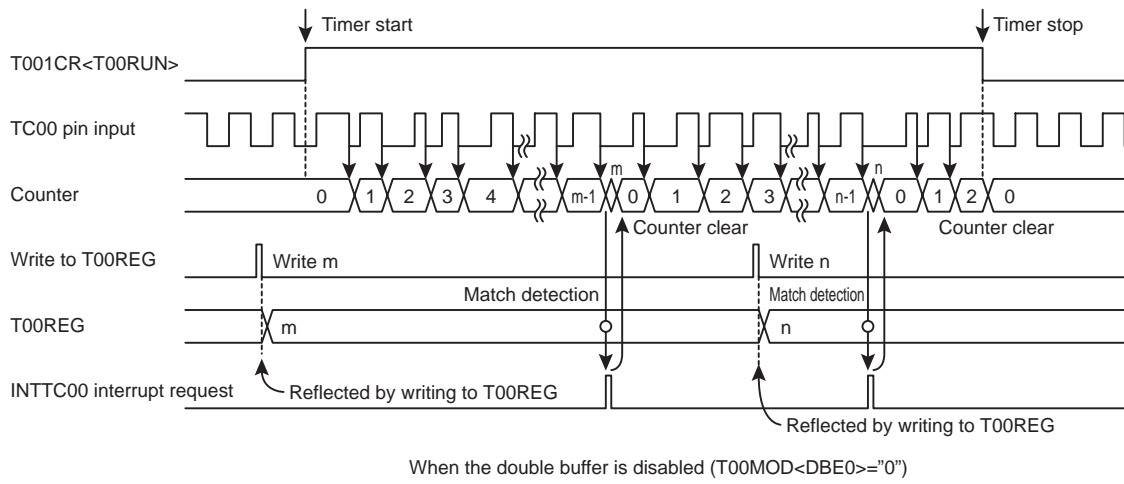 Timer start
Timer stop
T001CR<T00RUN>
TC00 pin input
m
n
Counter
0 1 2 3 4 m-1 0 1 2 3 n-1 0 1 2 0
Counter clear
Counter clear
Write to T00REG
Write m
Write n
Match detection
Match detection
T00REG
m
n
INTTC00 interrupt request
Reflected by writing to T00REG
Reflected by writing to T00REG
When the double buffer is disabled (T00MOD<DBE0>=”0”)